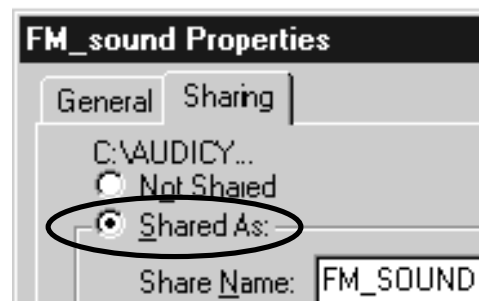 FM_sound Properties
General Sharing
C:\AUDICY...
Not Shared
Shared As:
Share Name: FM_SOUND